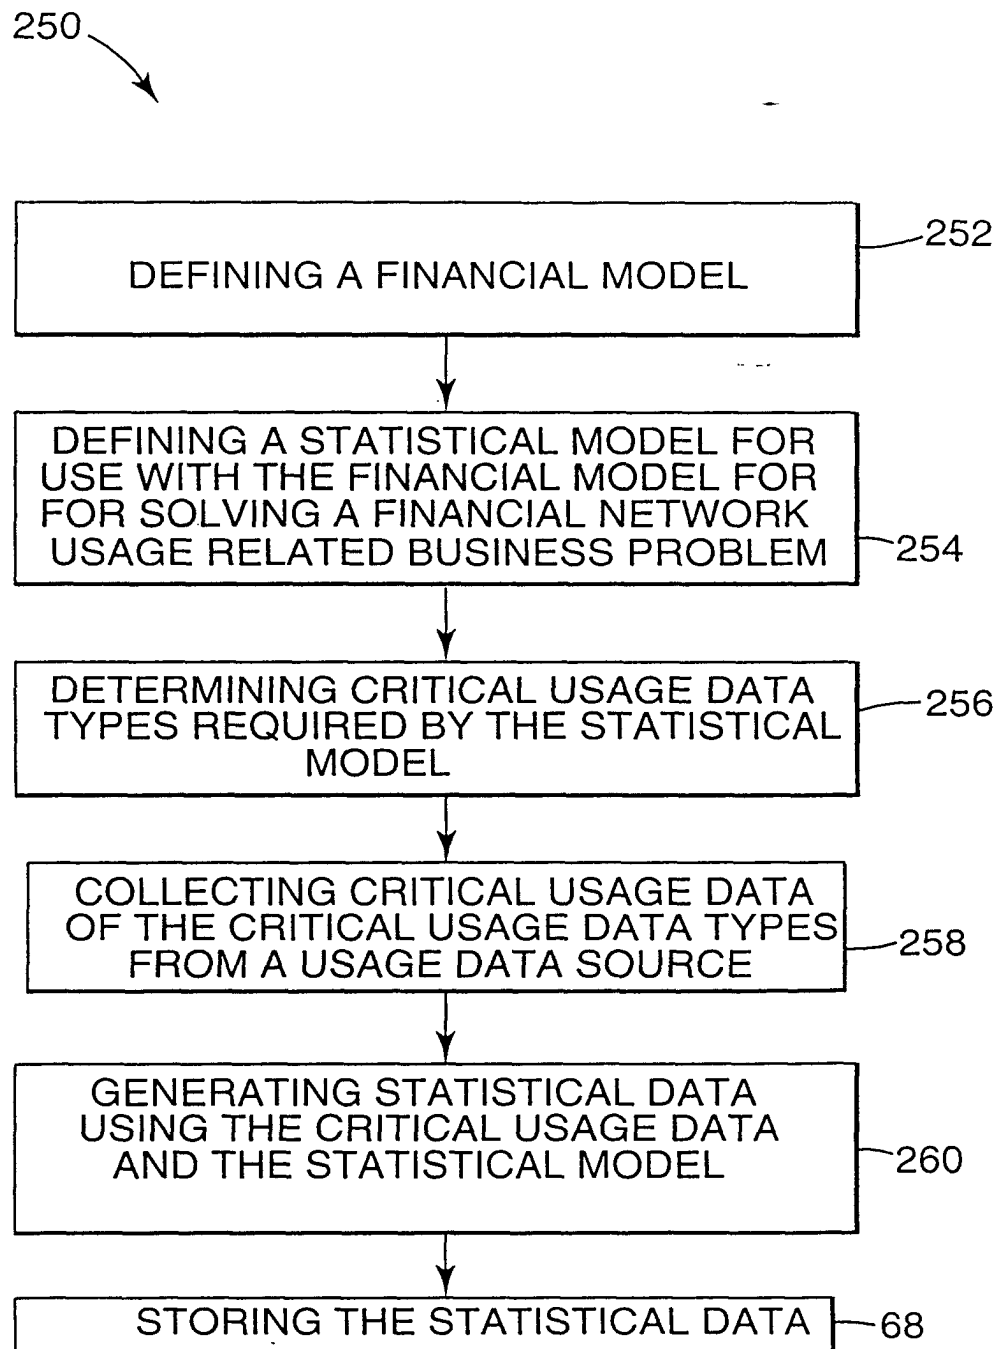 250
DEFINING A FINANCIAL MODEL
252
DEFINING A STATISTICAL MODEL FOR
USE WITH THE FINANCIAL MODEL FOR
FOR SOLVING A FINANCIAL NETWORK
USAGE RELATED BUSINESS PROBLEM
254
DETERMINING CRITICAL USAGE DATA
TYPES REQUIRED BY THE STATISTICAL
MODEL
256
COLLECTING CRITICAL USAGE DATA
OF THE CRITICAL USAGE DATA TYPES
FROM A USAGE DATA SOURCE
258
GENERATING STATISTICAL DATA
USING THE CRITICAL USAGE DATA
AND THE STATISTICAL MODEL
260
STORING THE STATISTICAL DATA
68